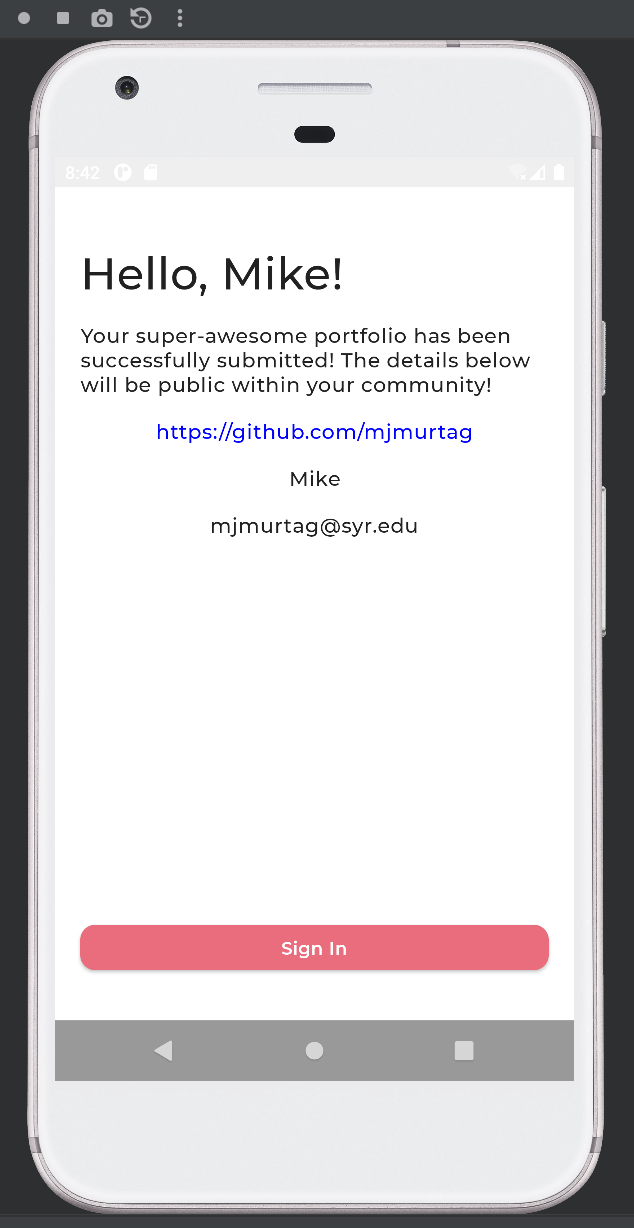 8:42
Hello, Mike!
Your super-awesome portfolio has been
successfully submitted! The details below
will be public within your community!
https://github.com/mjmurtag
Mike
mjmurtag@syr.edu
Sign In